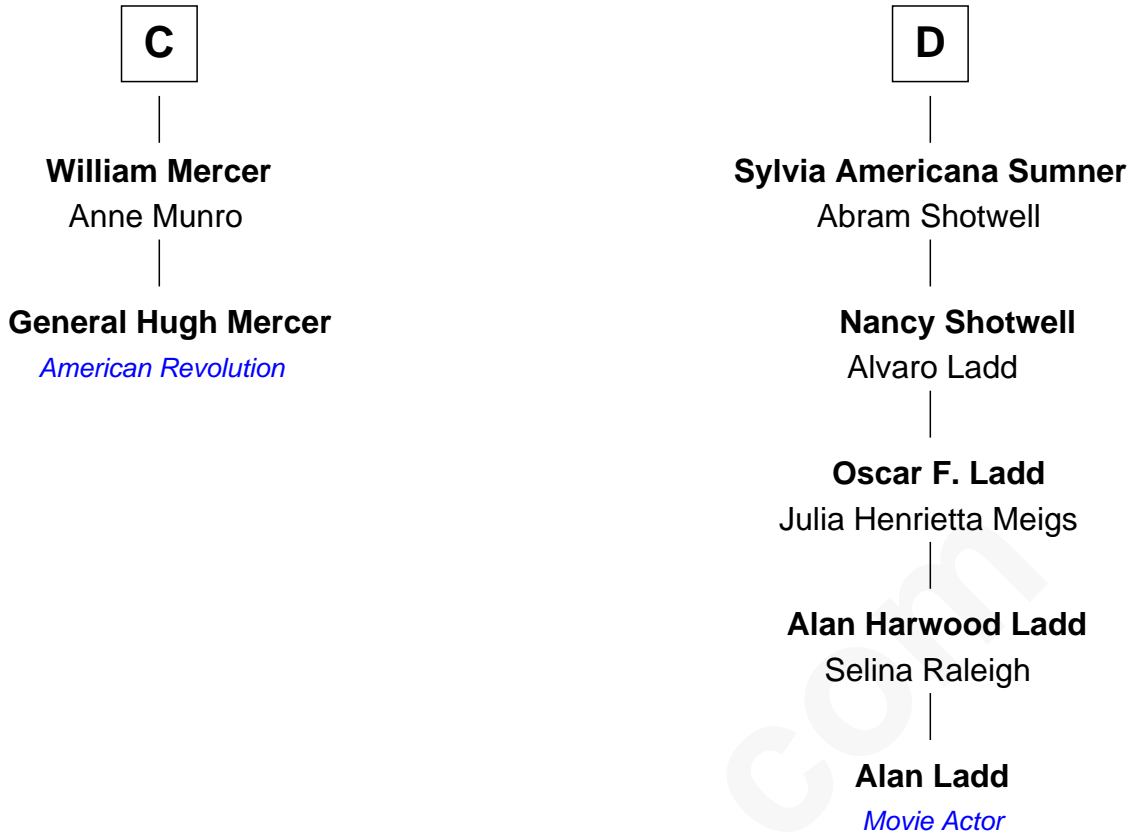 C
William Mercer
Anne Munro
General Hugh Mercer
American Revolution
D
Sylvia Americana Sumner
Abram Shotwell
Nancy Shotwell
Alvaro Ladd
Oscar F. Ladd
Julia Henrietta Meigs
Alan Harwood Ladd
Selina Raleigh
Alan Ladd
Movie Actor
com